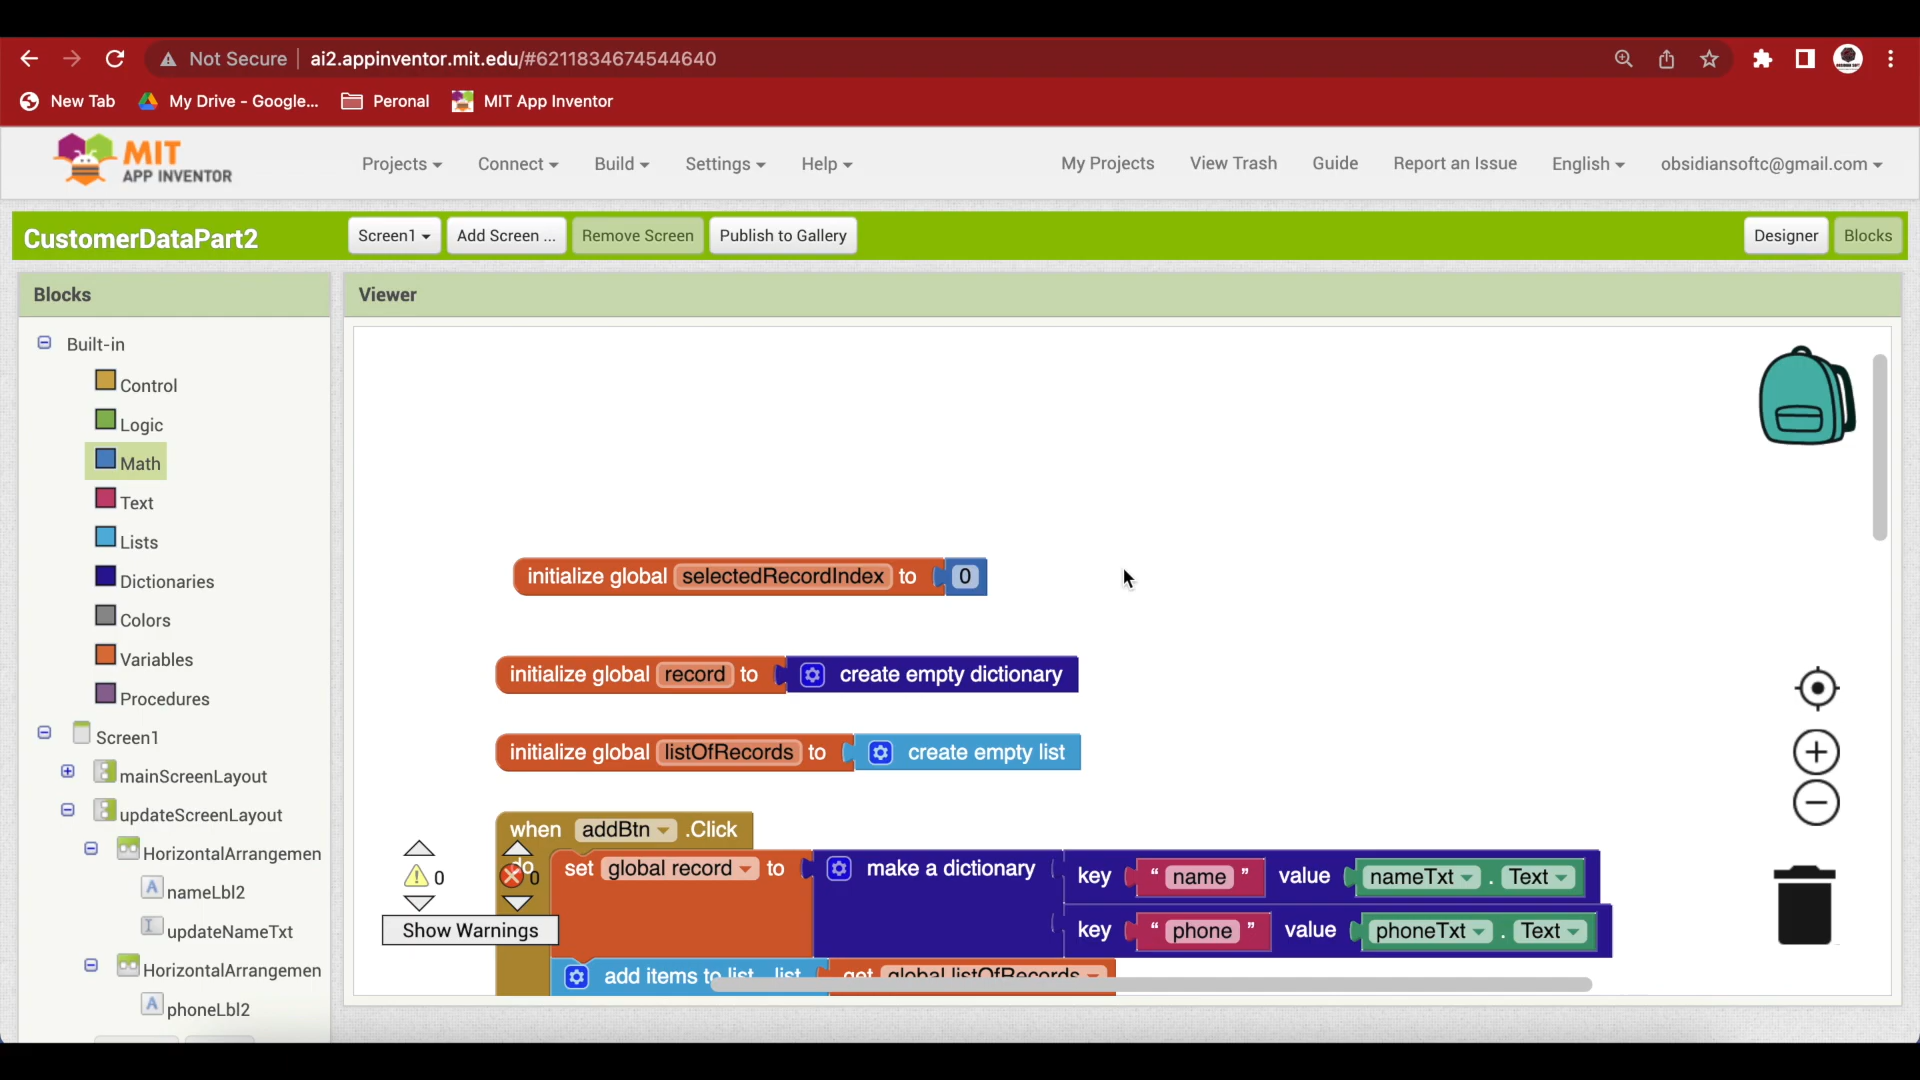 Not Secure | ai2.appinventor.mit.edu/#6211834674544640
New Tab My Drive - Google... Peronal MIT App Inventor
MIT
APP INVENTOR
Projects Connect Build Settings Help My Projects View Trash Guide Report an Issue English obsidiansoftc@gmail.com
CustomerDataPart2 Screen1 Add Screen ... Remove Screen Publish to Gallery Designer Blocks
Blocks
Viewer
Built-in
Control
Logic
Math
Text
Lists
Dictionaries
Colors
Variables
Procedures
Screen1
mainScreenLayout
updateScreenLayout
HorizontalArrangemen
nameLbl2
updateNameTxt
HorizontalArrangemen
phoneLbl2
initialize global selectedRecordIndex to 0
initialize global record to create empty dictionary
initialize global listOfRecords to create empty list
when addBtn .Click
do set global record to make a dictionary key “ name ” value nameTxt . Text
key “ phone ” value phoneTxt . Text
add items to list list get global listOfRecords
0 0
Show Warnings